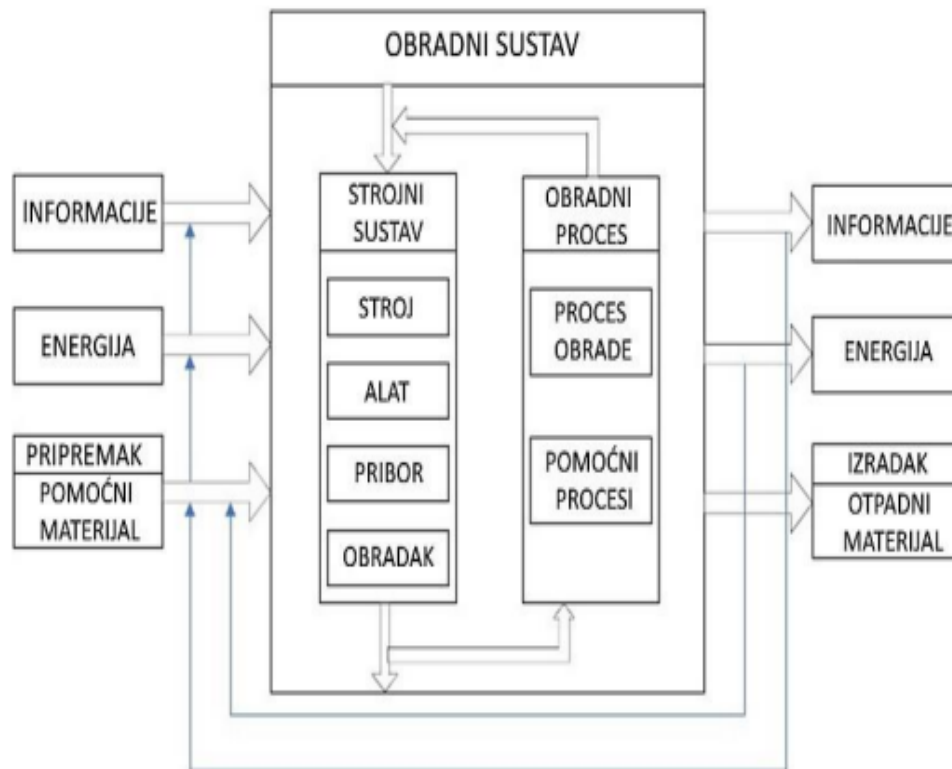 OBRADNI SUSTAV
INFORMACIJE
ENERGIJA
PRIPREMAK
POMOĆNI
MATERIJAL
STROJNI
SUSTAV
STROJ
ALAT
PRIBOR
OBRADAK
OBRADNI
PROCES
PROCES
OBRADE
POMOĆNI
PROCESI
INFORMACIJE
ENERGIJA
IZRADAK
OTPADNI
MATERIJAL